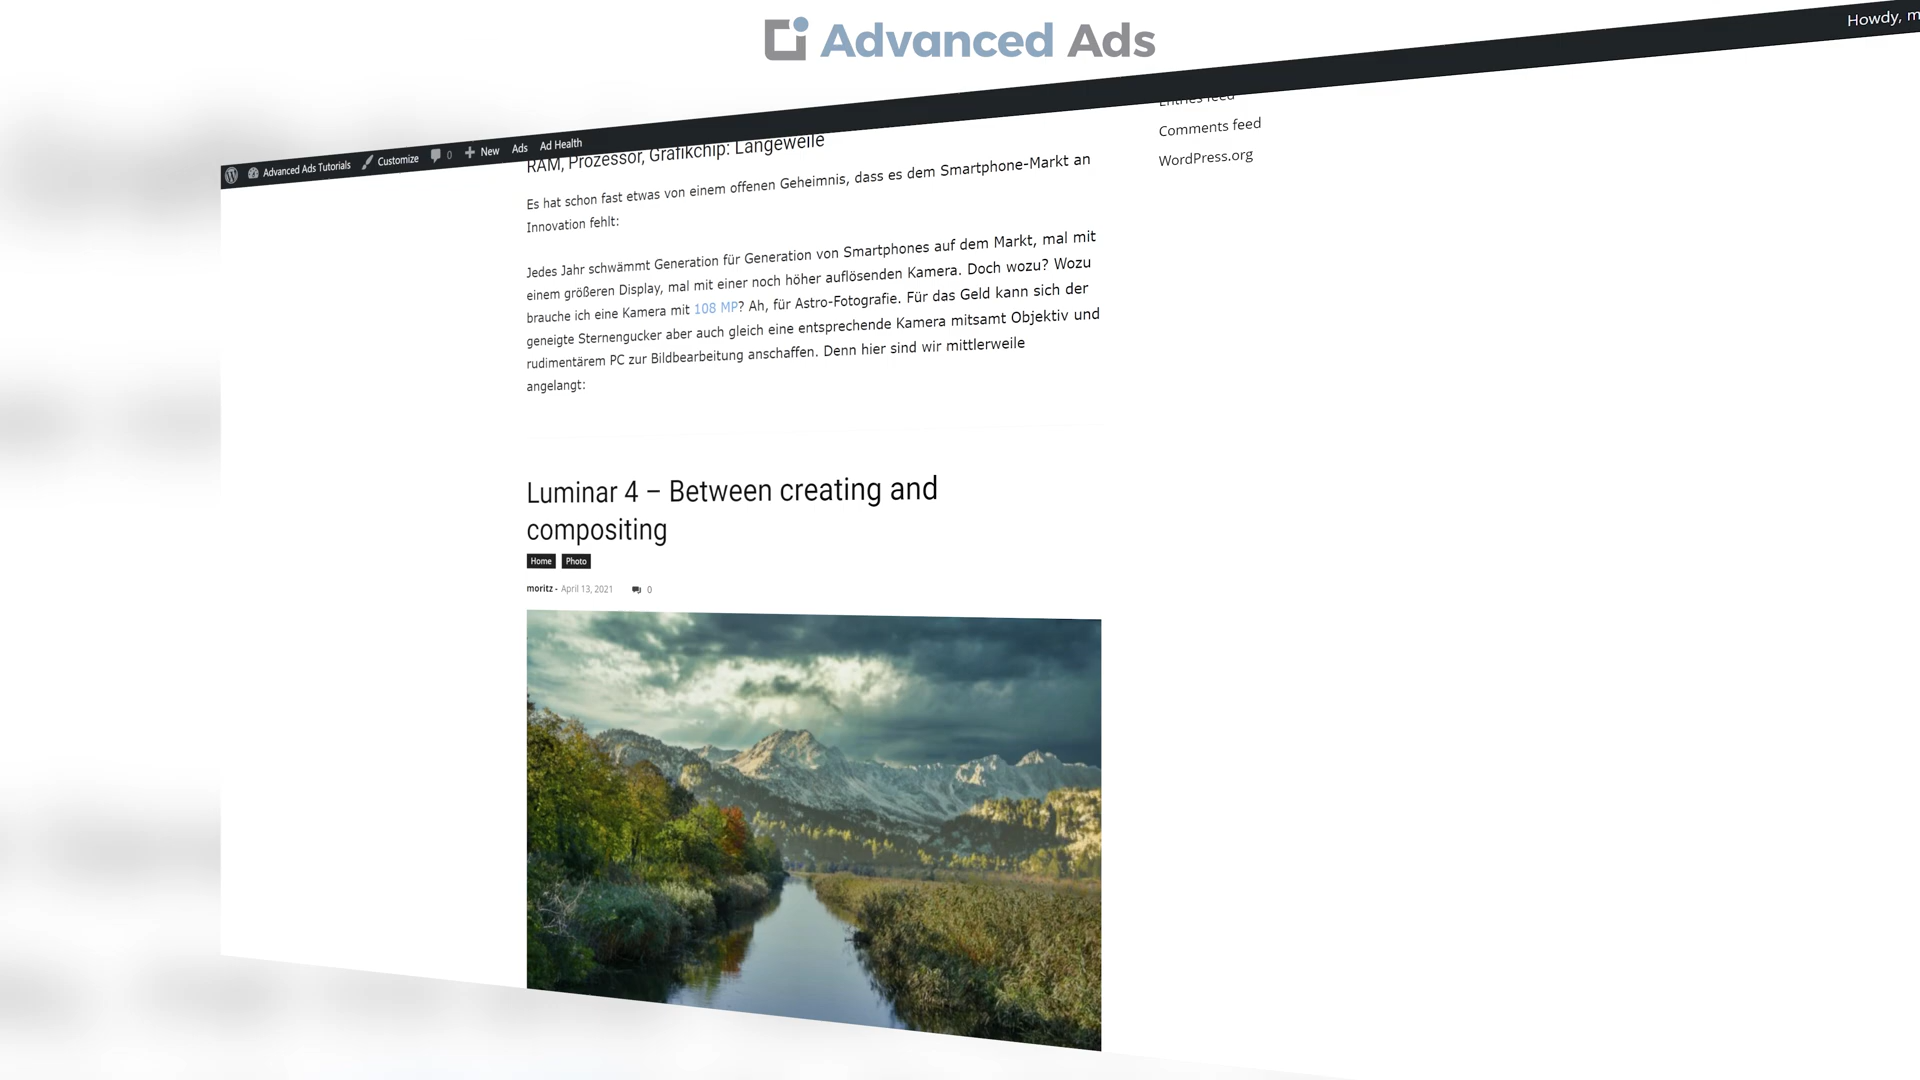 Advanced Ads
Howdy, m
Advanced Ads Tutorials Customize 0 New Ads Ad Health
RAM, Prozessor, Grafikchip: Langeweile
Es hat schon fast etwas von einem offenen Geheimnis, dass es dem Smartphone-Markt an
Innovation fehlt:
Jedes Jahr schwämmt Generation für Generation von Smartphones auf dem Markt, mal mit
einem größeren Display, mal mit einer noch höher auflösenden Kamera. Doch wozu? Wozu
brauche ich eine Kamera mit 108 MP? Ah, für Astro-Fotografie. Für das Geld kann sich der
geneigte Sternengucker aber auch gleich eine entsprechende Kamera mitsamt Objektiv und
rudimentärem PC zur Bildbearbeitung anschaffen. Denn hier sind wir mittlerweile
angelangt:
Entries feed
Comments feed
WordPress.org
Luminar 4 – Between creating and
compositing
Home Photo
moritz - April 13, 2021 0